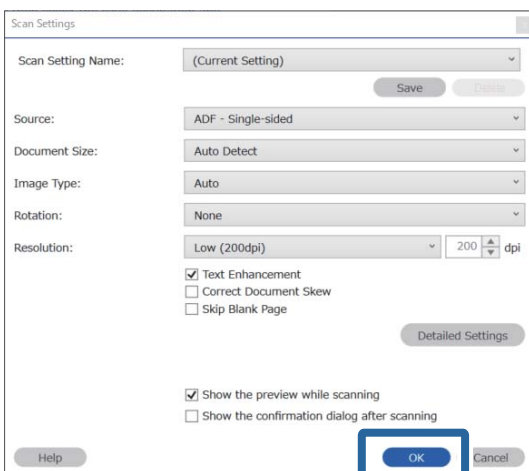 Scan Settings
Scan Setting Name: (Current Setting)
Save Delete
Source: ADF - Single-sided
Document Size: Auto Detect
Image Type: Auto
Rotation: None
Resolution: Low (200dpi) 200 dpi
Text Enhancement
Correct Document Skew
Skip Blank Page
Detailed Settings
Show the preview while scanning
Show the confirmation dialog after scanning
Help OK Cancel